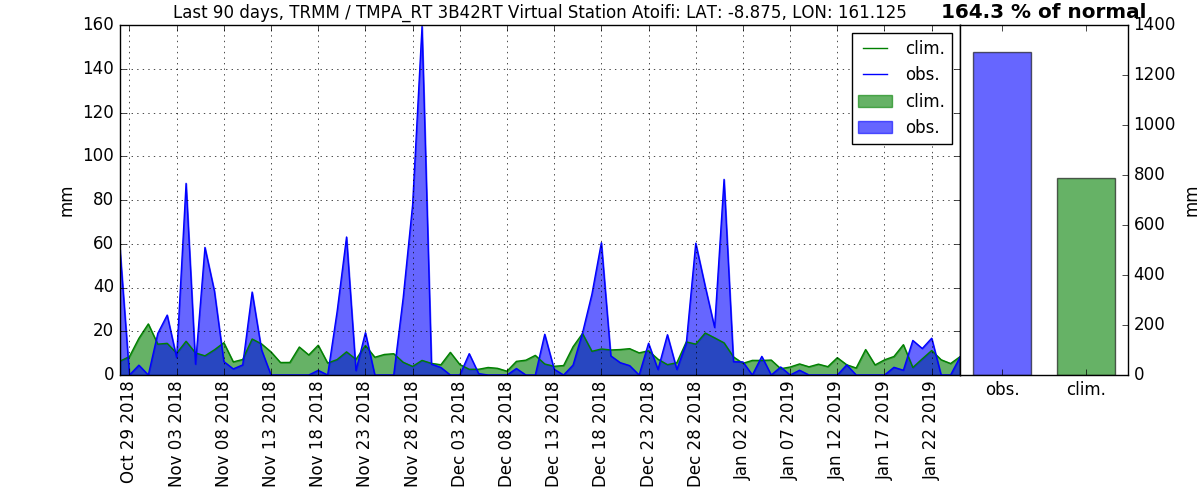 Last 90 days, TRMM / TMPA_RT 3B42RT Virtual Station Atoifi: LAT: -8.875, LON: 161.125
164.3 % of normal
160
140
120
100
80
60
40
20
0
mm
clim.
obs.
clim.
obs.
1400
1200
1000
800
600
400
200
0
mm
obs.
clim.
Oct 29 2018
Nov 03 2018
Nov 08 2018
Nov 13 2018
Nov 18 2018
Nov 23 2018
Nov 28 2018
Dec 03 2018
Dec 08 2018
Dec 13 2018
Dec 18 2018
Dec 23 2018
Dec 28 2018
Jan 02 2019
Jan 07 2019
Jan 12 2019
Jan 17 2019
Jan 22 2019